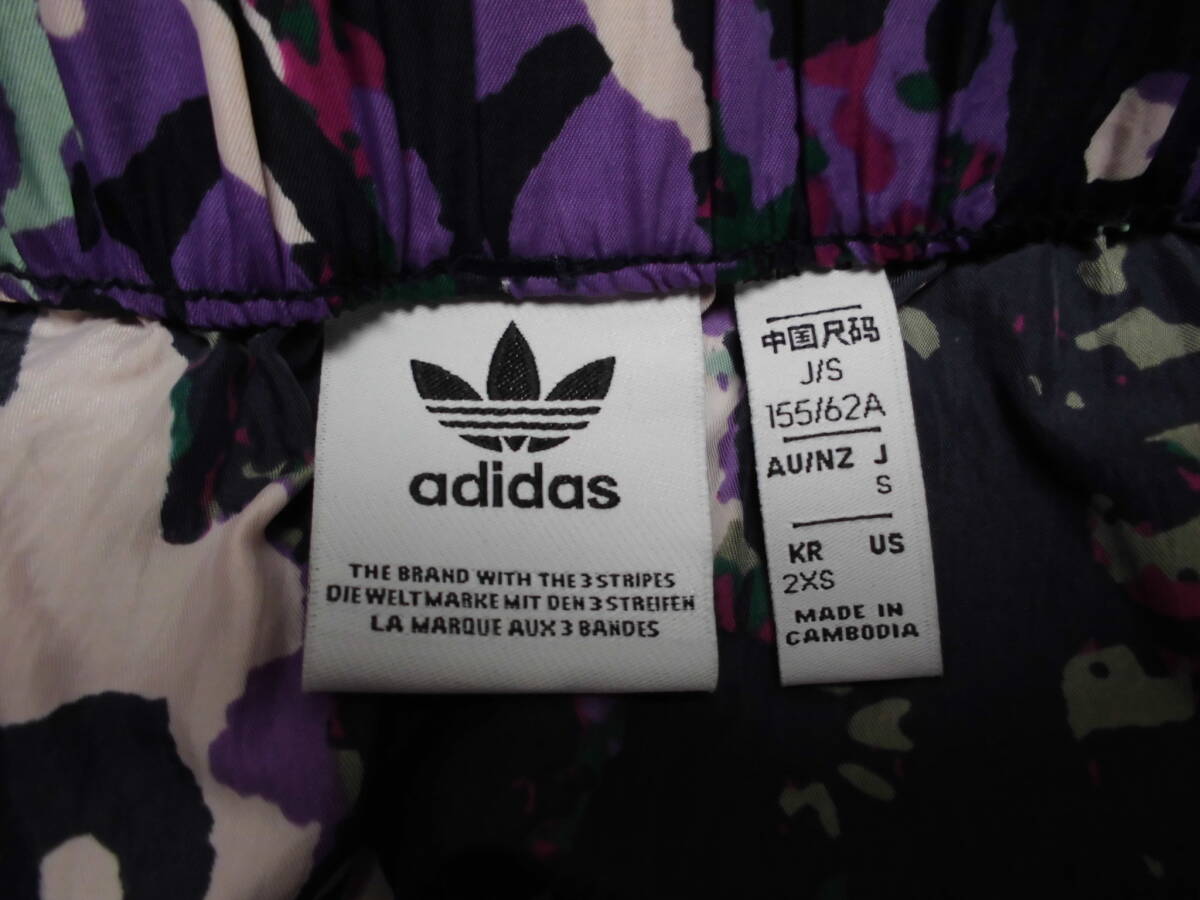 adidas
THE BRAND WITH THE 3 STRIPES
DIE WELTMARKE MIT DEN 3 STREIFEN
LA MARQUE AUX 3 BANDES
中国尺码
J/S
155/62A
AU/NZ J
S
KR US
2XS
MADE IN
CAMBODIA